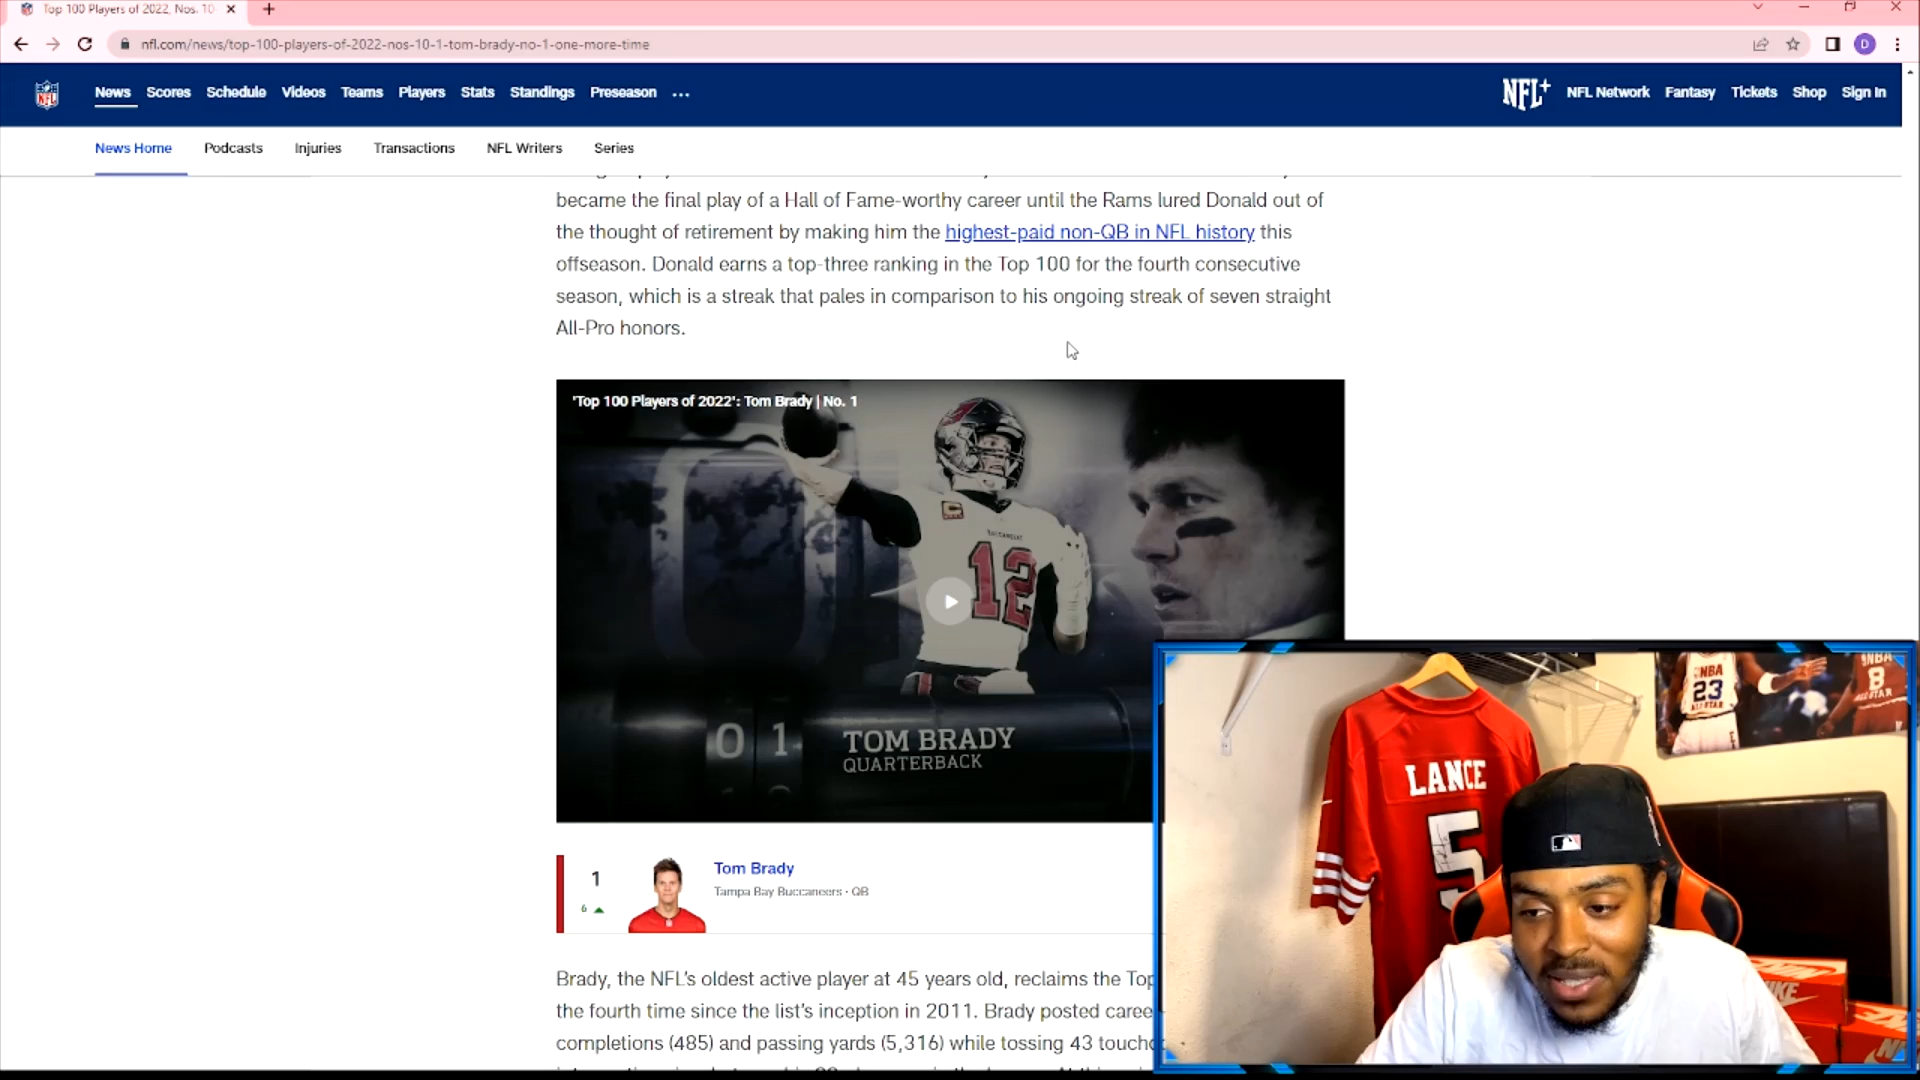 Top 100 Players of 2022, Nos. 10-
nfl.com/news/top-100-players-of-2022-nos-10-1-tom-brady-no-1-one-more-time
D
NFL
News Scores Schedule Videos Teams Players Stats Standings Preseason ...
NFL+ NFL Network Fantasy Tickets Shop Sign In
News Home Podcasts Injuries Transactions NFL Writers Series
became the final play of a Hall of Fame-worthy career until the Rams lured Donald out of
the thought of retirement by making him the highest-paid non-QB in NFL history this
offseason. Donald earns a top-three ranking in the Top 100 for the fourth consecutive
season, which is a streak that pales in comparison to his ongoing streak of seven straight
All-Pro honors.
'Top 100 Players of 2022': Tom Brady | No. 1
C
12
0 1
TOM BRADY
QUARTERBACK
1
6
Tom Brady
Tampa Bay Buccaneers · QB
Brady, the NFL's oldest active player at 45 years old, reclaims the Top
the fourth time since the list's inception in 2011. Brady posted
completions (485) and passing yards (5,316) while tossing 43
NBA
23
ALL-STAR
NBA
8
LANCE
5
NIKE